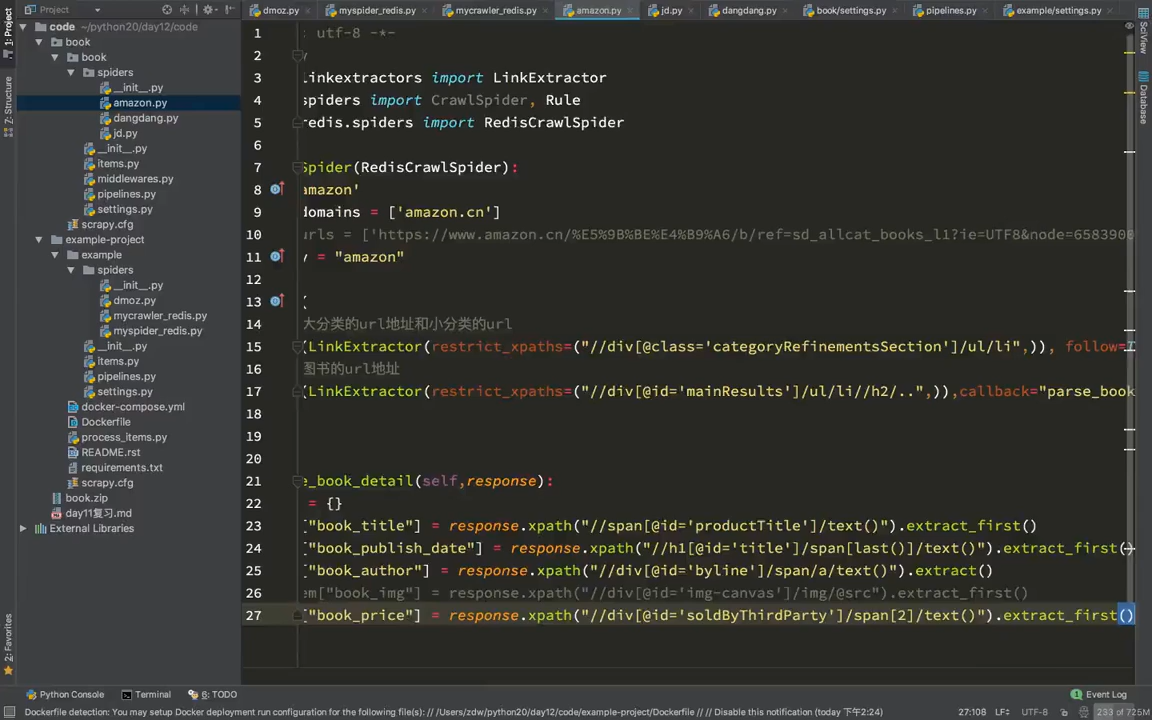 Project
dmoz.py
myspider_redis.py
mycrawler_redis.py
amazon.py
jd.py
dangdang.py
book/settings.py
pipelines.py
example/settings.py
1: Project
Z: Structure
2: Favorites
SciView
Database
code ~/python20/day12/code
book
book
spiders
__init__.py
amazon.py
dangdang.py
jd.py
__init__.py
items.py
middlewares.py
pipelines.py
settings.py
scrapy.cfg
example-project
example
spiders
__init__.py
dmoz.py
mycrawler_redis.py
myspider_redis.py
__init__.py
items.py
pipelines.py
settings.py
docker-compose.yml
Dockerfile
process_items.py
README.rst
requirements.txt
scrapy.cfg
book.zip
day11复习.md
External Libraries
1 : utf-8 -*-
2
3 linkextractors import LinkExtractor
4 spiders import CrawlSpider, Rule
5 redis.spiders import RedisCrawlSpider
6
7 Spider(RedisCrawlSpider):
8 amazon'
9 domains = ['amazon.cn']
10 urls = ['https://www.amazon.cn/%E5%9B%BE%E4%B9%A6/b/ref=sd_allcat_books_l1?ie=UTF8&node=6583900
11 y = "amazon"
12
13 (
14 大分类的url地址和小分类的url
15 (LinkExtractor(restrict_xpaths=("//div[@class='categoryRefinementsSection']/ul/li",)), follow=T
16 图书的url地址
17 (LinkExtractor(restrict_xpaths=("//div[@id='mainResults']/ul/li//h2/..",)),callback="parse_book
18
19
20
21 e_book_detail(self,response):
22 = {}
23 ["book_title"] = response.xpath("//span[@id='productTitle']/text()").extract_first()
24 ["book_publish_date"] = response.xpath("//h1[@id='title']/span[last()]/text()").extract_first()
25 ["book_author"] = response.xpath("//div[@id='byline']/span/a/text()").extract()
26 em["book_img"] = response.xpath("//div[@id='img-canvas']/img/@src").extract_first()
27 ["book_price"] = response.xpath("//div[@id='soldByThirdParty']/span[2]/text()").extract_first()
Python Console
Terminal
6: TODO
Event Log
Dockerfile detection: You may setup Docker deployment run configuration for the following file(s): // /Users/zdw/python20/day12/code/example-project/Dockerfile // // Disable this notification (today 下午2:24)
27:108
LF
UTF-8
233 of 725M